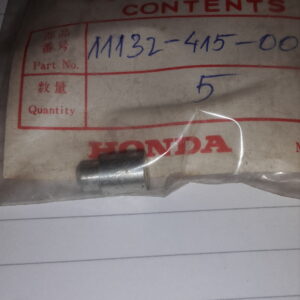 CONTENTS
部品
番号
Part No.
11132-415-00
数量
Quantity
5
HONDA